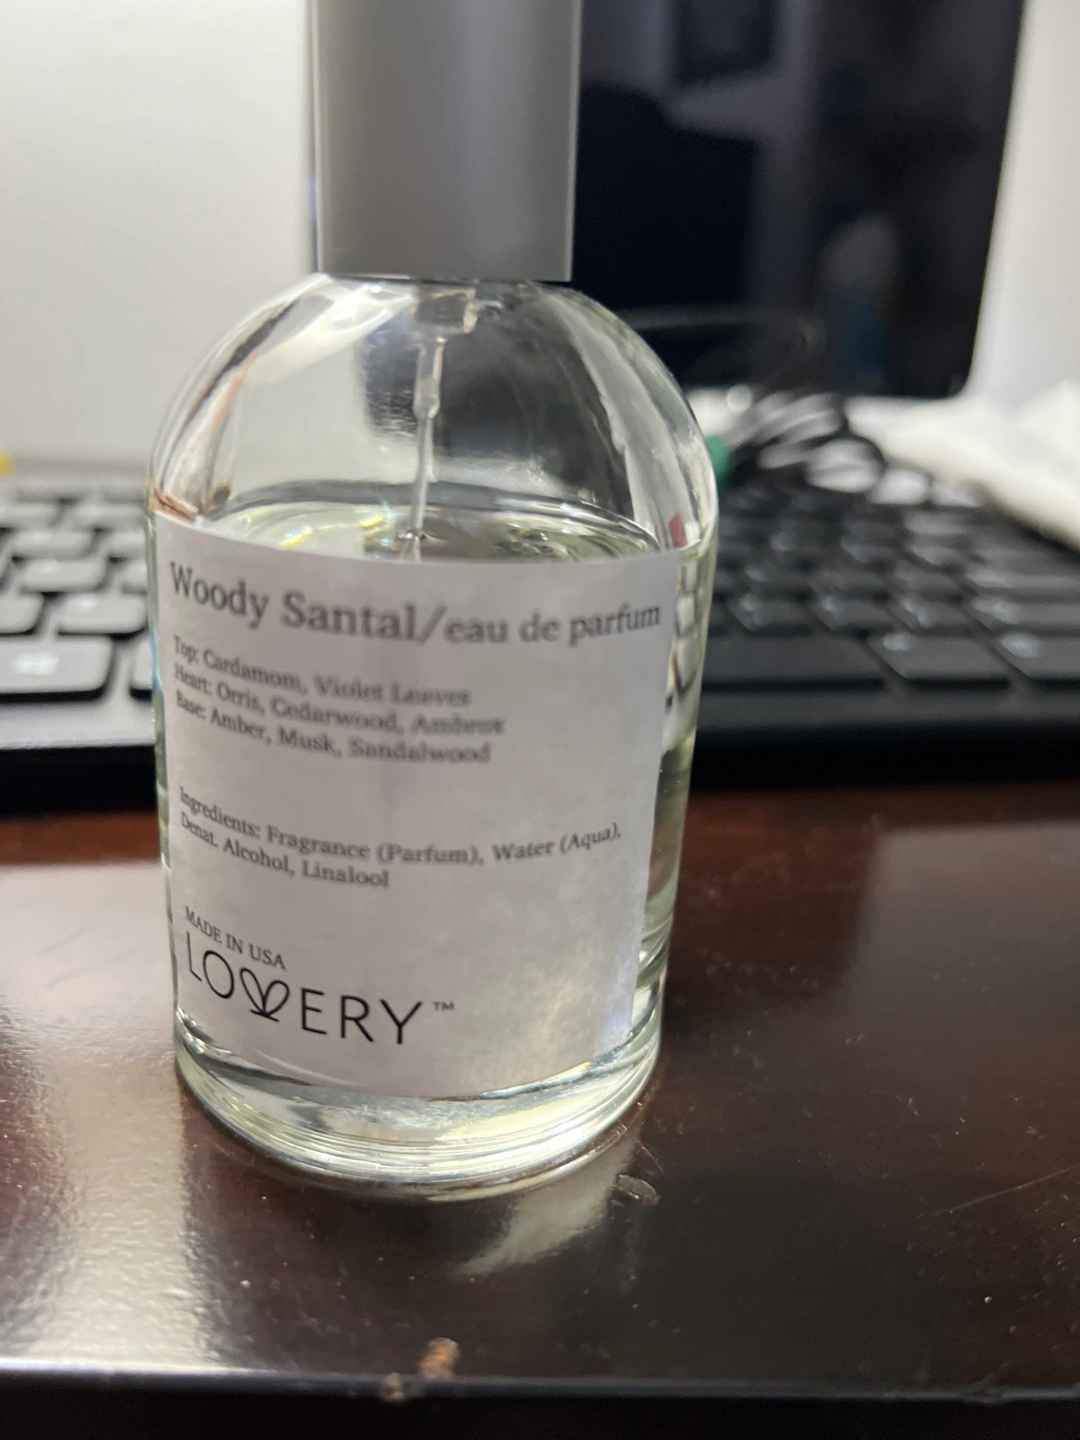 Woody Santal/eau de parfum
Top: Cardamom, Violet Leaves
Heart: Orris, Cedarwood, Ambrox
Base: Amber, Musk, Sandalwood
Ingredients: Fragrance (Parfum), Water (Aqua),
Denat. Alcohol, Linalool
MADE IN USA
LOVERY™